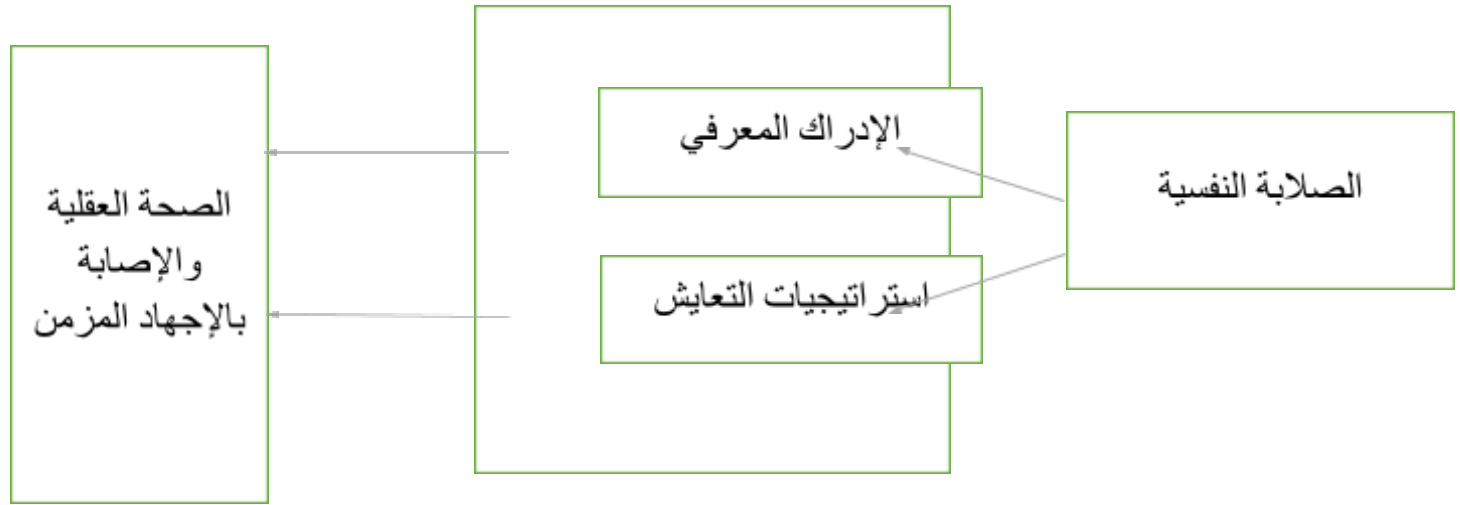 الصلابة النفسية
الإدراك المعرفي
استراتيجيات التعايش
الصحة العقلية
والإصابة
بالإجهاد المزمن